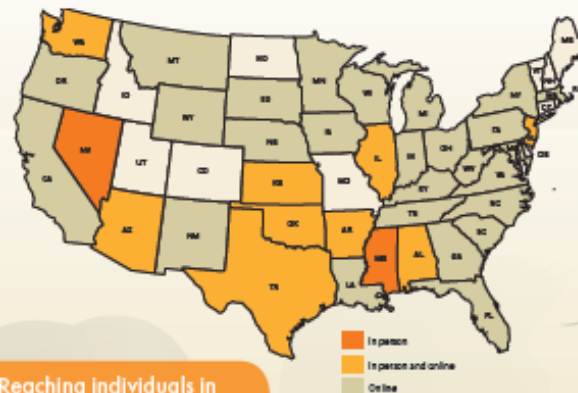 WA
ME
MT
ND
OR
MN
ID
SD
WI
NY
MI
WY
IA
PA
NE
NV
IL
IN
OH
DE
UT
CO
WV
VA
CA
KS
MO
KY
NC
TN
AZ
NM
OK
AR
SC
MS
AL
GA
TX
LA
FL
In person
In person and online
Online
Reaching individuals in